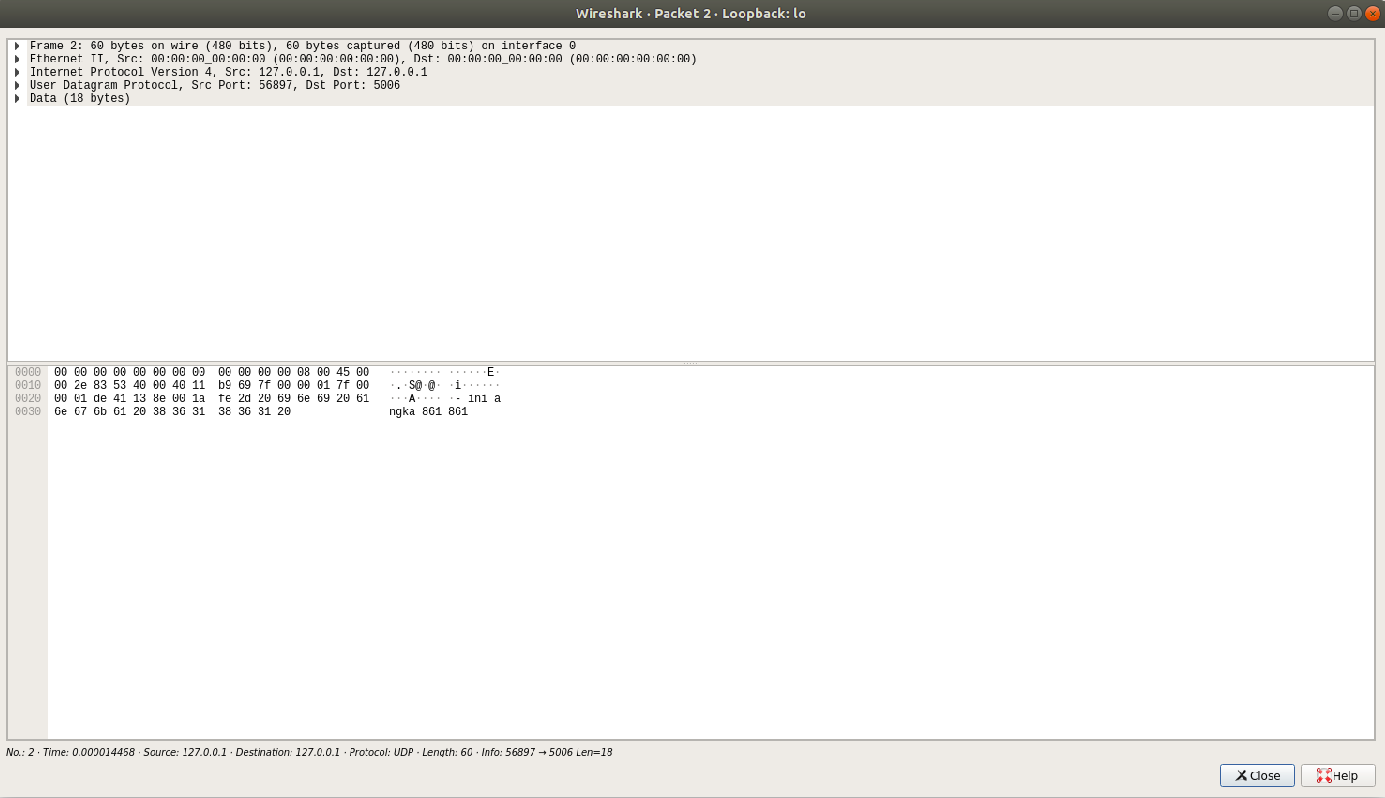 Wireshark · Packet 2 · Loopback: lo
Frame 2: 60 bytes on wire (480 bits), 60 bytes captured (480 bits) on interface 0
Ethernet II, Src: 00:00:00_00:00:00 (00:00:00:00:00:00), Dst: 00:00:00_00:00:00 (00:00:00:00:00:00)
Internet Protocol Version 4, Src: 127.0.0.1, Dst: 127.0.0.1
User Datagram Protocol, Src Port: 56897, Dst Port: 5006
Data (18 bytes)
0000 00 00 00 00 00 00 00 00 00 00 00 00 08 00 45 00 ········ ······E·
0010 00 2e 83 53 40 00 40 11 b9 69 7f 00 00 01 7f 00 ·.·S@·@· ·i······
0020 00 01 de 41 13 8e 00 1a fe 2d 20 69 6e 69 20 61 ···A···· ·- ini a
0030 6e 67 6b 61 20 38 36 31 38 36 31 20 ngka 861 861
No.: 2 · Time: 0.000014468 · Source: 127.0.0.1 · Destination: 127.0.0.1 · Protocol: UDP · Length: 60 · Info: 56897 → 5006 Len=18
Close Help